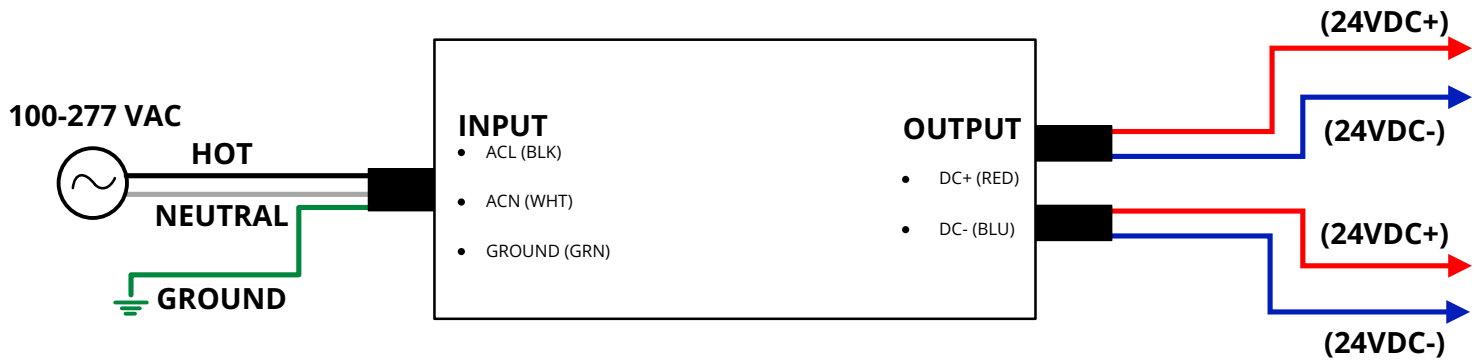 100-277 VAC
HOT
NEUTRAL
GROUND
INPUT
• ACL (BLK)
• ACN (WHT)
• GROUND (GRN)
OUTPUT
• DC+ (RED)
• DC- (BLU)
(24VDC+)
(24VDC-)
(24VDC+)
(24VDC-)